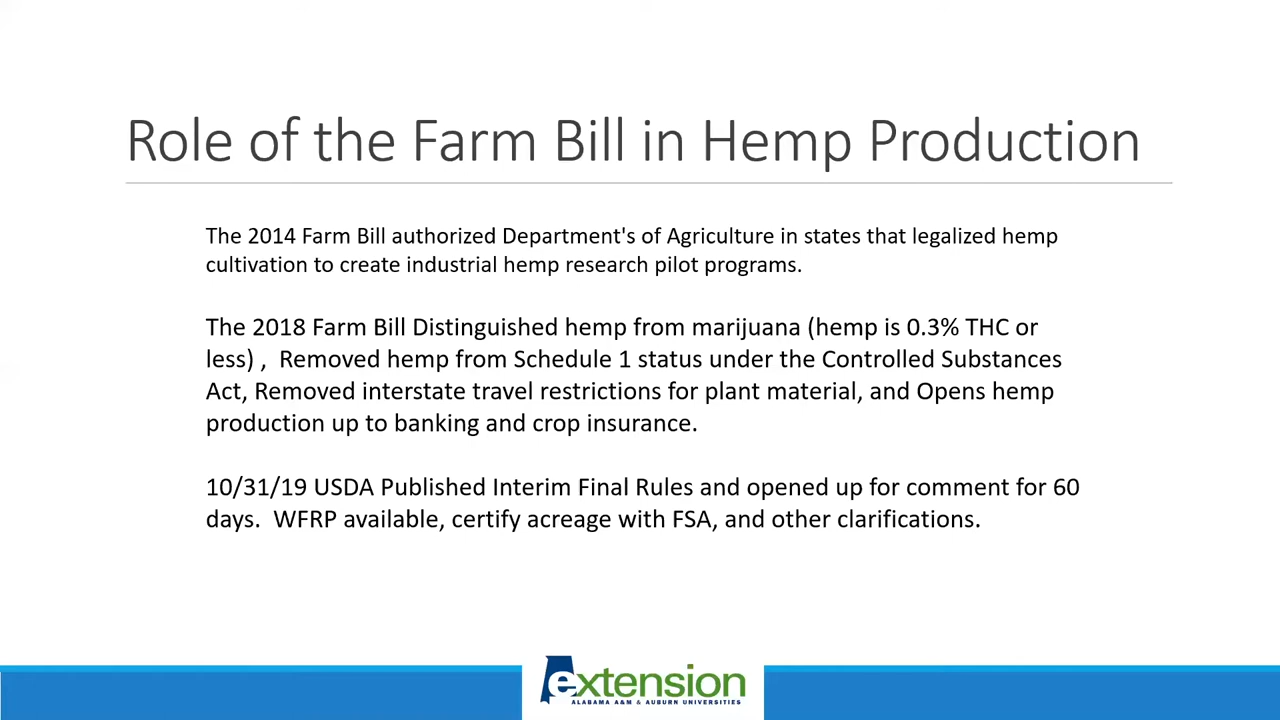 Role of the Farm Bill in Hemp Production
The 2014 Farm Bill authorized Department's of Agriculture in states that legalized hemp
cultivation to create industrial hemp research pilot programs.
The 2018 Farm Bill Distinguished hemp from marijuana (hemp is 0.3% THC or
less) ,  Removed hemp from Schedule 1 status under the Controlled Substances
Act, Removed interstate travel restrictions for plant material, and Opens hemp
production up to banking and crop insurance.
10/31/19 USDA Published Interim Final Rules and opened up for comment for 60
days.  WFRP available, certify acreage with FSA, and other clarifications.
extension
ALABAMA A&M & AUBURN UNIVERSITIES